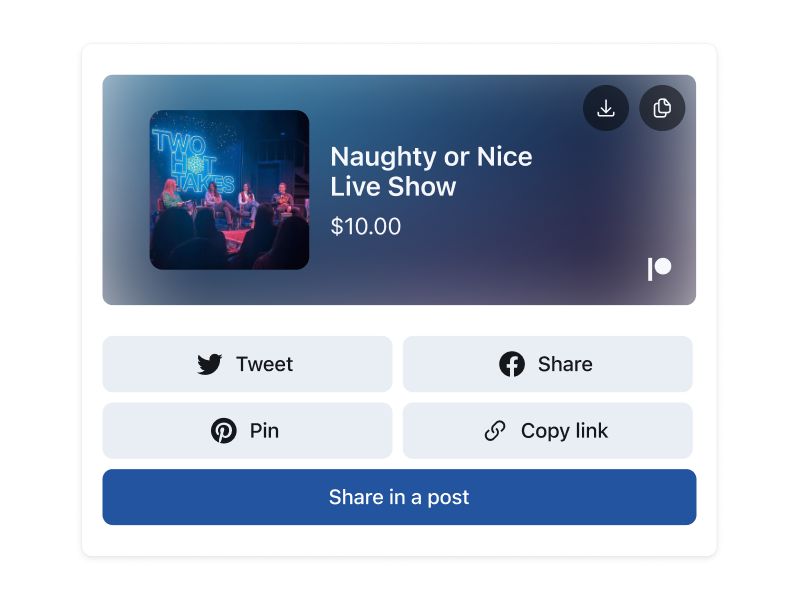 TWO
HOT
TAKES
Naughty or Nice
Live Show
$10.00
Tweet
Share
Pin
Copy link
Share in a post